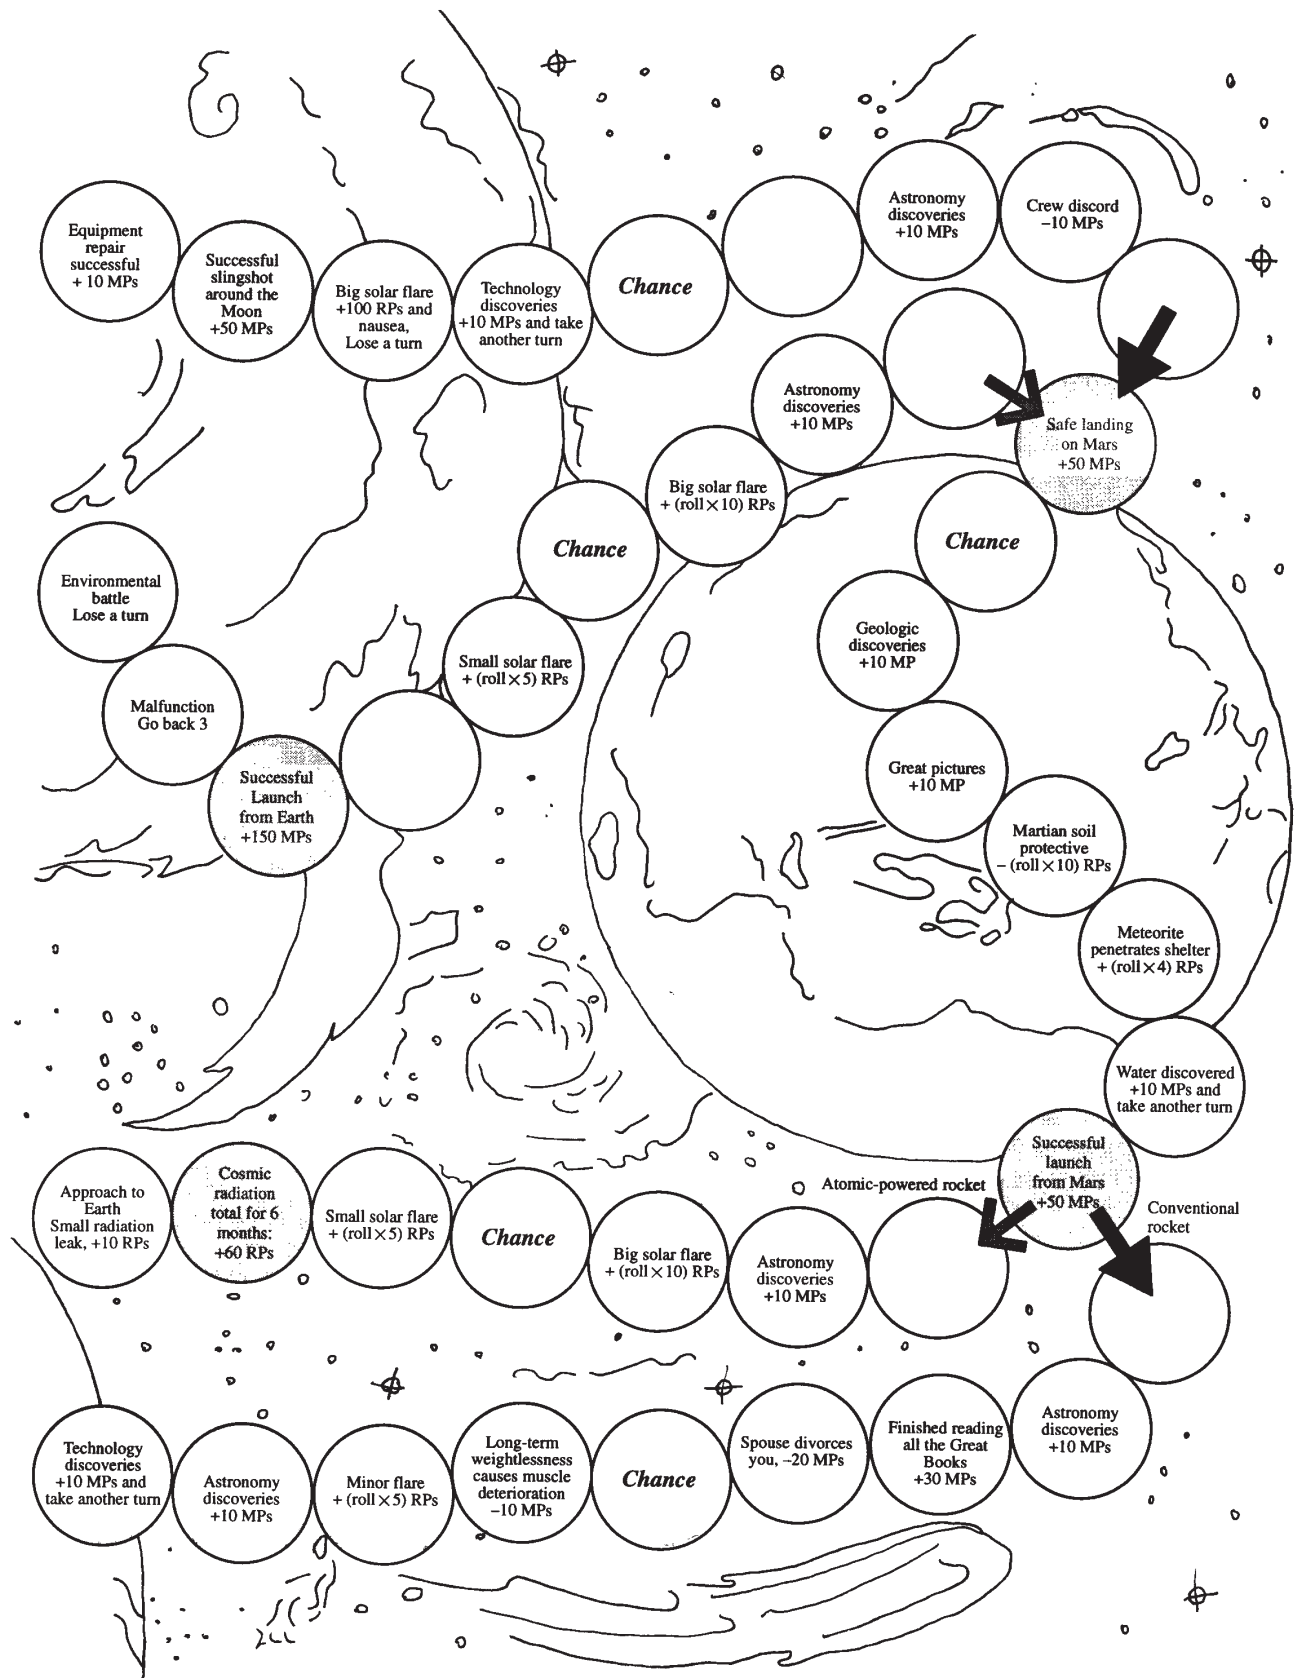 Equipment
repair
successful
+ 10 MPs
Successful
slingshot
around the
Moon
+50 MPs
Big solar flare
+100 RPs and
nausea,
Lose a turn
Technology
discoveries
+10 MPs and take
another turn
Chance
Astronomy
discoveries
+10 MPs
Crew discord
–10 MPs
Safe landing
on Mars
+50 MPs
Astronomy
discoveries
+10 MPs
Big solar flare
+ (roll×10) RPs
Chance
Small solar flare
+ (roll×5) RPs
Environmental
battle
Lose a turn
Malfunction
Go back 3
Successful
Launch
from Earth
+150 MPs
Chance
Geologic
discoveries
+10 MP
Great pictures
+10 MP
Martian soil
protective
– (roll×10) RPs
Meteorite
penetrates shelter
+ (roll×4) RPs
Water discovered
+10 MPs and
take another turn
Successful
launch
from Mars
+50 MPs
Atomic-powered rocket
Conventional
rocket
Approach to
Earth
Small radiation
leak, +10 RPs
Cosmic
radiation
total for 6
months:
+60 RPs
Small solar flare
+ (roll×5) RPs
Chance
Big solar flare
+ (roll×10) RPs
Astronomy
discoveries
+10 MPs
Technology
discoveries
+10 MPs and
take another turn
Astronomy
discoveries
+10 MPs
Minor flare
+ (roll×5) RPs
Long-term
weightlessness
causes muscle
deterioration
–10 MPs
Chance
Spouse divorces
you, –20 MPs
Finished reading
all the Great
Books
+30 MPs
Astronomy
discoveries
+10 MPs